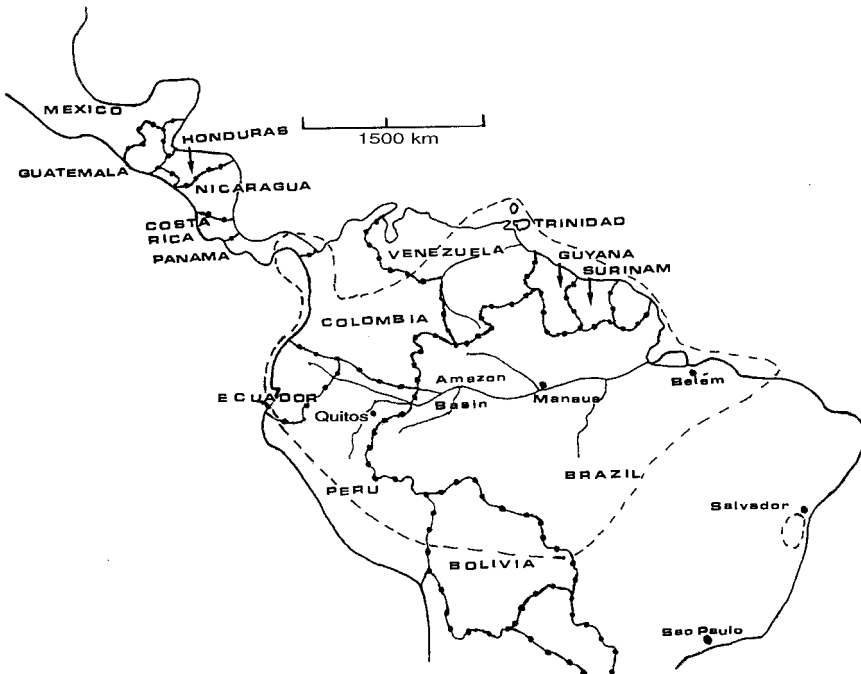 MEXICO
HONDURAS
1500 km
GUATEMALA
NICARAGUA
COSTA
RICA
PANAMA
TRINIDAD
VENEZUELA
GUYANA
SURINAM
COLOMBIA
ECUADOR
Amazon
Basin
Manaus
Belém
Quitos
PERU
BRAZIL
Salvador
BOLIVIA
Sao Paulo